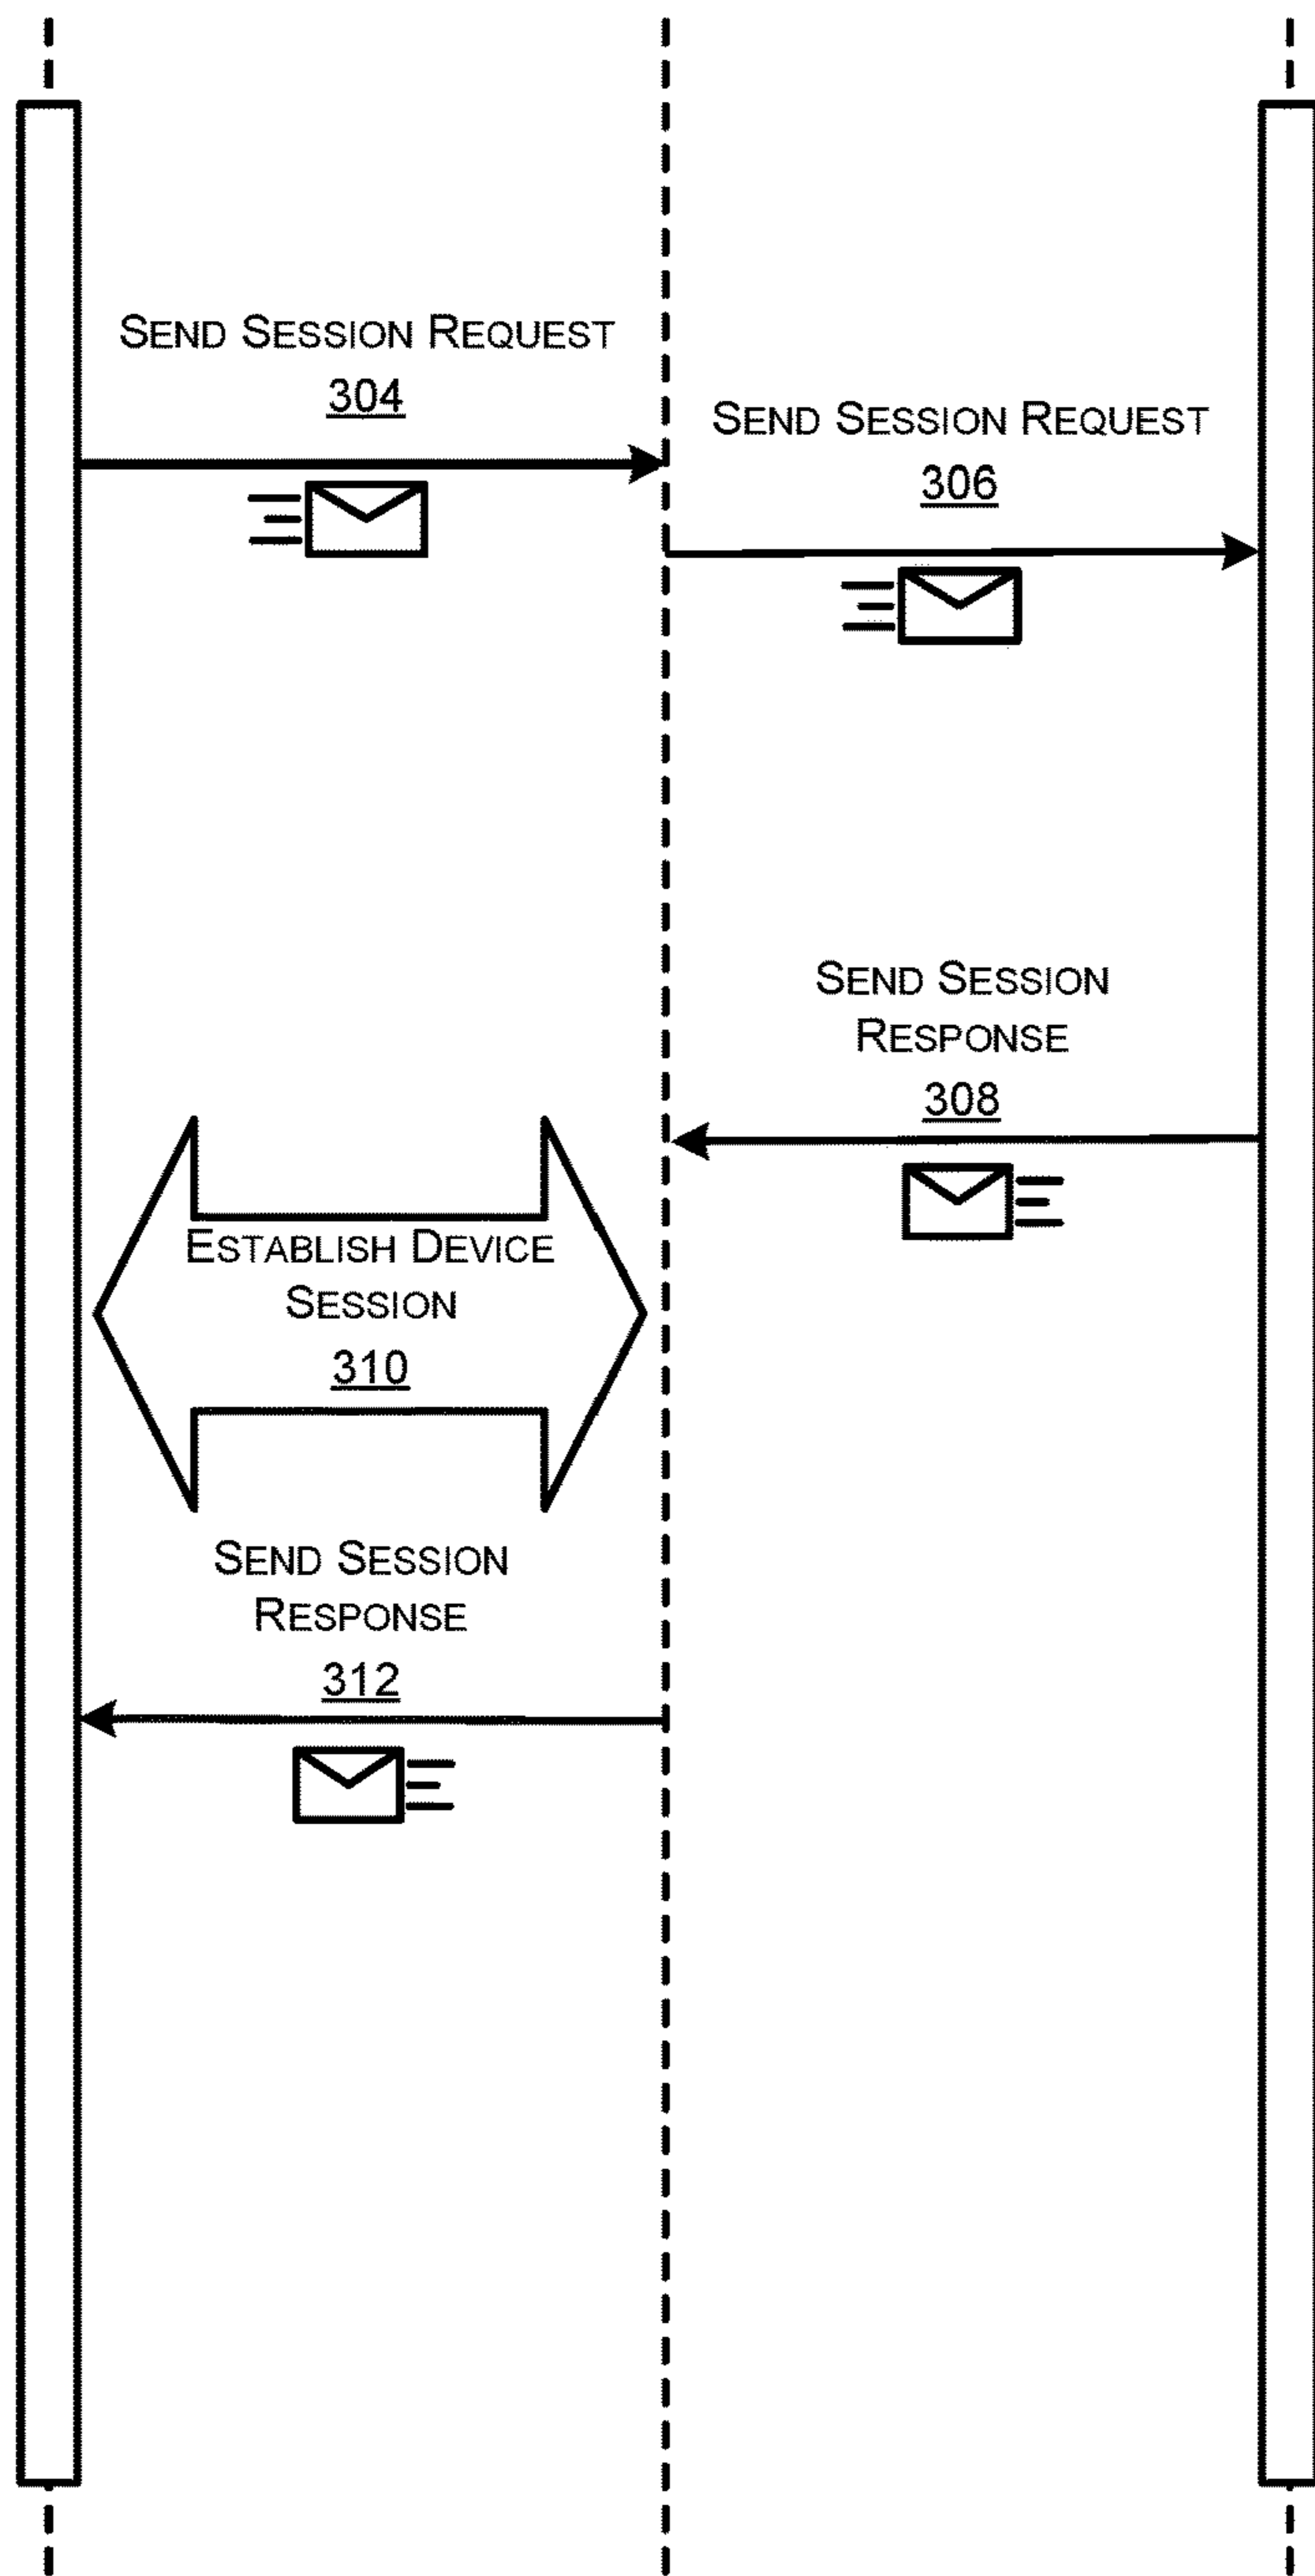 SEND SESSION REQUEST
304
SEND SESSION REQUEST
306
SEND SESSION
RESPONSE
308
ESTABLISH DEVICE
SESSION
310
SEND SESSION
RESPONSE
312